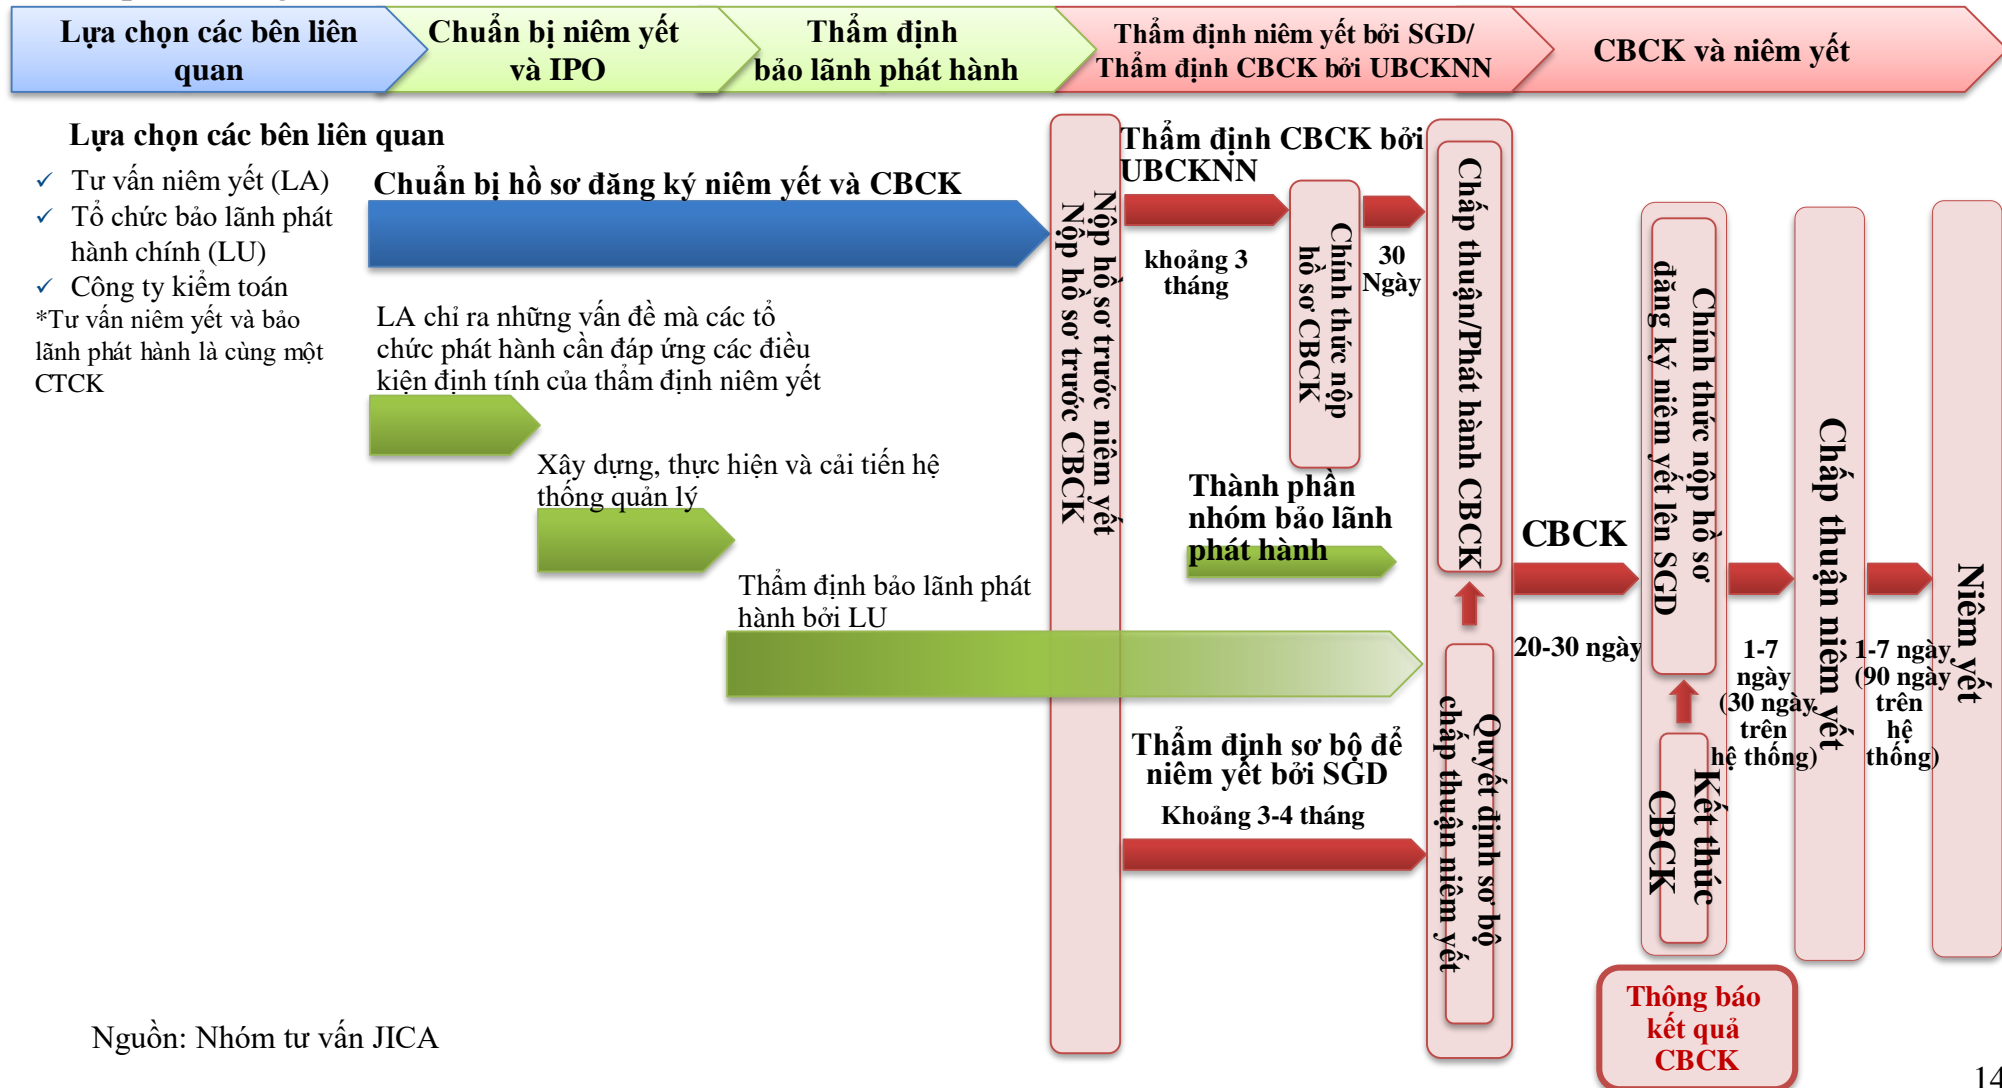 Lựa chọn các bên liên
quan
Chuẩn bị niêm yết
và IPO
Thẩm định
bảo lãnh phát hành
Thẩm định niêm yết bởi SGD/
Thẩm định CBCK bởi UBCKNN
CBCK và niêm yết
Lựa chọn các bên liên quan
✓ Tư vấn niêm yết (LA)
✓ Tổ chức bảo lãnh phát
hành chính (LU)
✓ Công ty kiểm toán
*Tư vấn niêm yết và bảo
lãnh phát hành là cùng một
CTCK
Chuẩn bị hồ sơ đăng ký niêm yết và CBCK
LA chỉ ra những vấn đề mà các tổ
chức phát hành cần đáp ứng các điều
kiện định tính của thẩm định niêm yết
Xây dựng, thực hiện và cải tiến hệ
thống quản lý
Thẩm định bảo lãnh phát
hành bởi LU
Nộp hồ sơ trước niêm yết
Nộp hồ sơ trước CBCK
Thẩm định CBCK bởi
UBCKNN
khoảng 3
tháng
Chính thức nộp
hồ sơ CBCK
30
Ngày
Thành phần
nhóm bảo lãnh
phát hành
Thẩm định sơ bộ để
niêm yết bởi SGD
Khoảng 3-4 tháng
Chấp thuận/Phát hành CBCK
Quyết định sơ bộ
chấp thuận niêm yết
CBCK
20-30 ngày
Chính thức nộp hồ sơ
đăng ký niêm yết lên SGD
Kết thúc
CBCK
Thông báo
kết quả
CBCK
1-7
ngày
(30 ngày
trên
hệ thống)
Chấp thuận niêm yết
1-7 ngày
(90 ngày
trên
hệ
thống)
Niêm yết
Nguồn: Nhóm tư vấn JICA
14